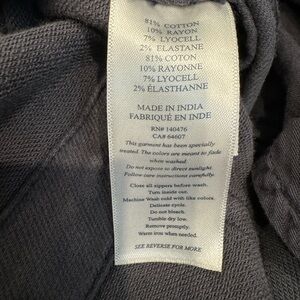 81% COTTON
10% RAYON
7% LYOCELL
2% ELASTANE
81% COTON
10% RAYONNE
7% LYOCELL
2% ÉLASTHANNE
MADE IN INDIA
FABRIQUÉ EN INDE
RN# 140476
CA# 64607
This garment has been specially
treated. The colors are meant to fade
when washed.
Do not expose to direct sunlight.
Follow care instructions carefully.
Close all zippers before wash.
Turn inside out.
Machine Wash cold with like colors.
Delicate cycle.
Do not bleach.
Tumble dry low.
Remove promptly.
Warm iron when needed.
SEE REVERSE FOR MORE